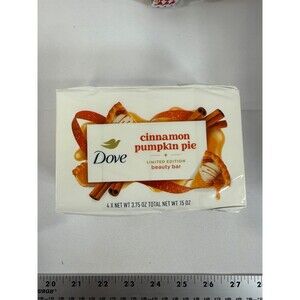 Dove
cinnamon
pumpkin pie
LIMITED EDITION
beauty bar
4 X NET WT 3.75 OZ TOTAL NET WT 15 OZ
20 21 22 23 24 25 26 27